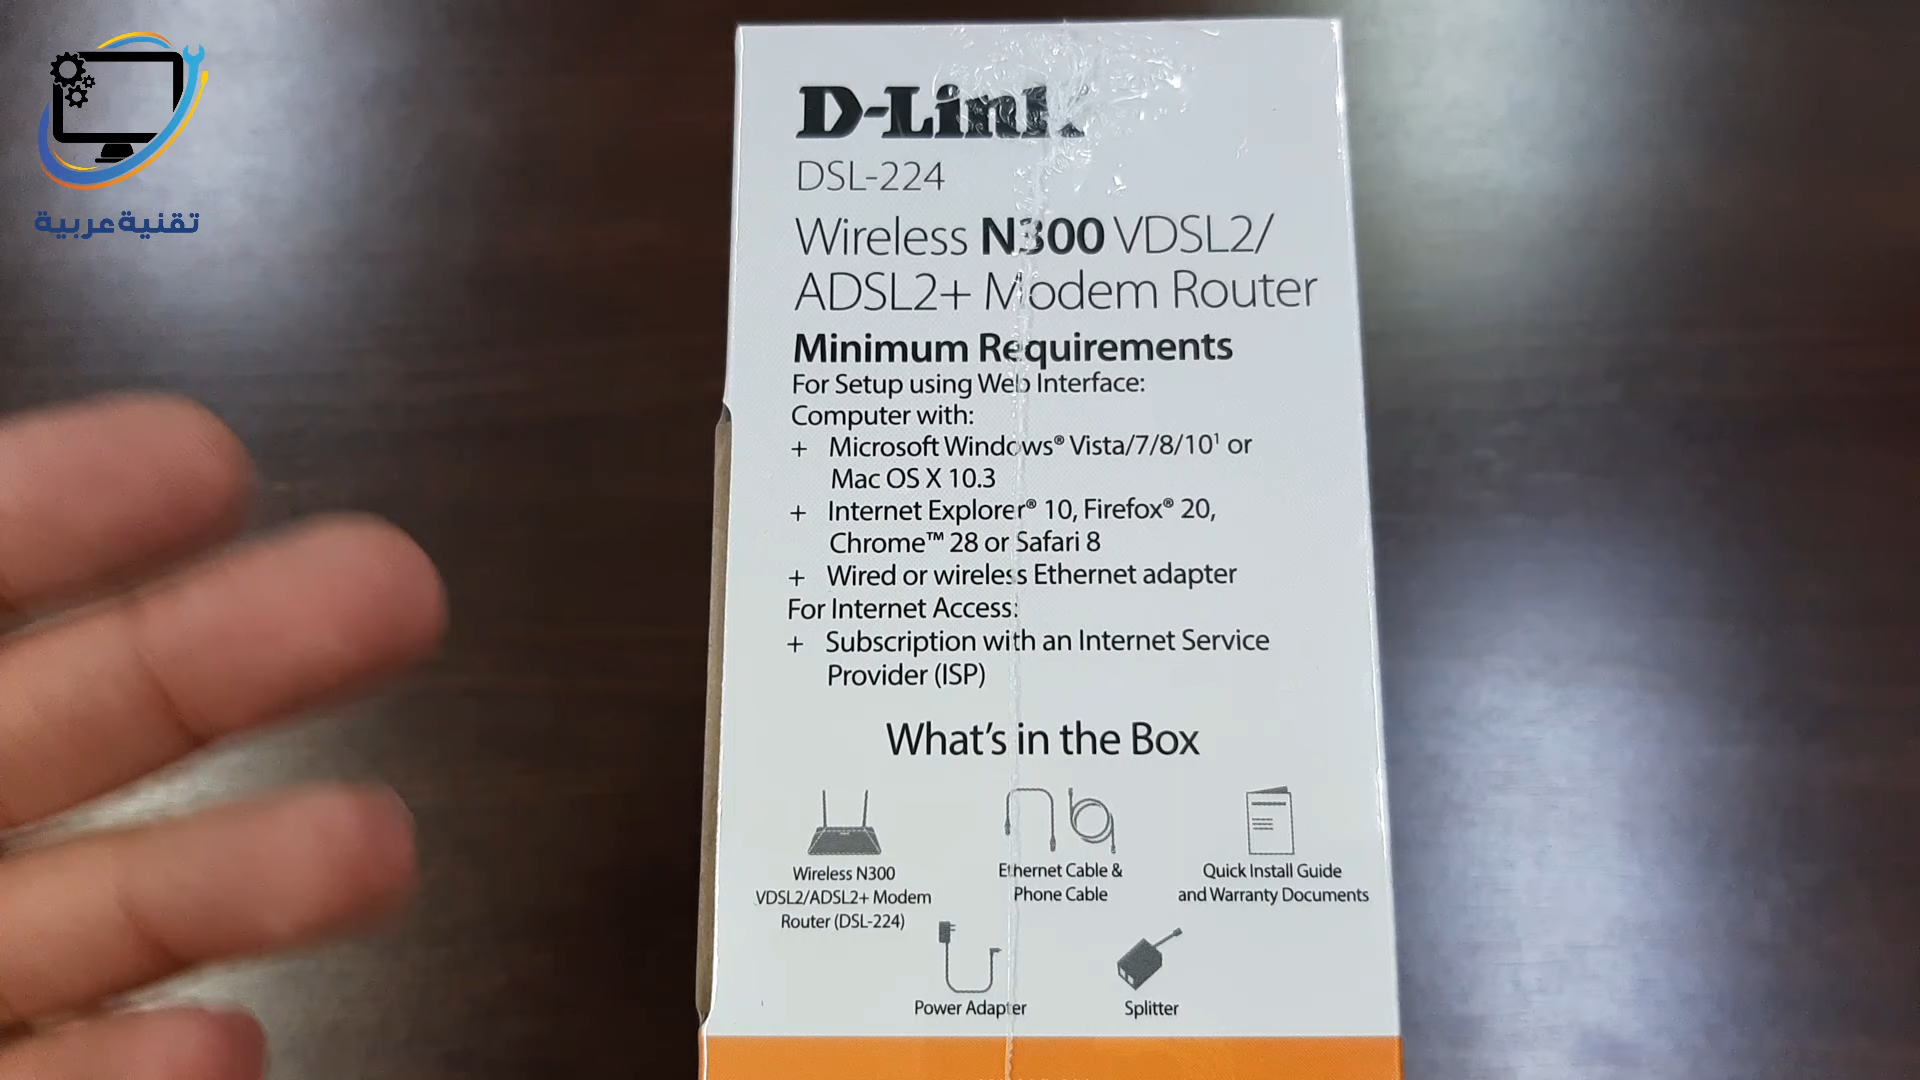 تقنية عربية
D-Link
DSL-224
Wireless N300 VDSL2/
ADSL2+ Modem Router
Minimum Requirements
For Setup using Web Interface:
Computer with:
+ Microsoft Windows® Vista/7/8/10¹ or
Mac OS X 10.3
+ Internet Explorer® 10, Firefox® 20,
Chrome™ 28 or Safari 8
+ Wired or wireless Ethernet adapter
For Internet Access:
+ Subscription with an Internet Service
Provider (ISP)
What's in the Box
Wireless N300
VDSL2/ADSL2+ Modem
Router (DSL-224)
Ethernet Cable &
Phone Cable
Quick Install Guide
and Warranty Documents
Power Adapter
Splitter